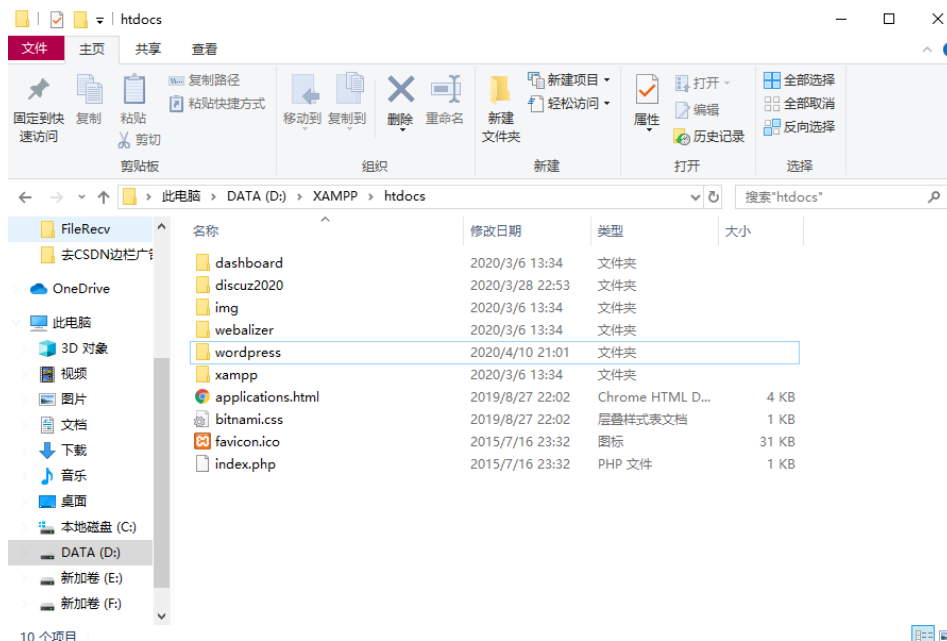 htdocs
文件 主页 共享 查看
固定到快速访问
复制
粘贴
复制路径
粘贴快捷方式
剪切
剪贴板
移动到
复制到
删除
重命名
组织
新建文件夹
新建项目
轻松访问
新建
属性
打开
编辑
历史记录
打开
全部选择
全部取消
反向选择
选择
此电脑 DATA (D:) XAMPP htdocs
搜索"htdocs"
FileRecv
去CSDN边栏广
OneDrive
此电脑
3D 对象
视频
图片
文档
下载
音乐
桌面
本地磁盘 (C:)
DATA (D:)
新加卷 (E:)
新加卷 (F:)
名称 修改日期 类型 大小
dashboard 2020/3/6 13:34 文件夹
discuz2020 2020/3/28 22:53 文件夹
img 2020/3/6 13:34 文件夹
webalizer 2020/3/6 13:34 文件夹
wordpress 2020/4/10 21:01 文件夹
xampp 2020/3/6 13:34 文件夹
applications.html 2019/8/27 22:02 Chrome HTML D... 4 KB
bitnami.css 2019/8/27 22:02 层叠样式表文档 1 KB
favicon.ico 2015/7/16 23:32 图标 31 KB
index.php 2015/7/16 23:32 PHP 文件 1 KB
10 个项目